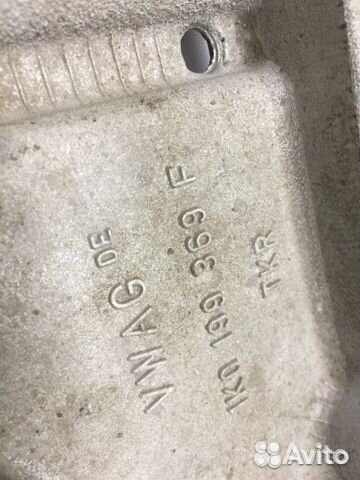 VWAG DE
1K0 199 369 F
TKR
Avito